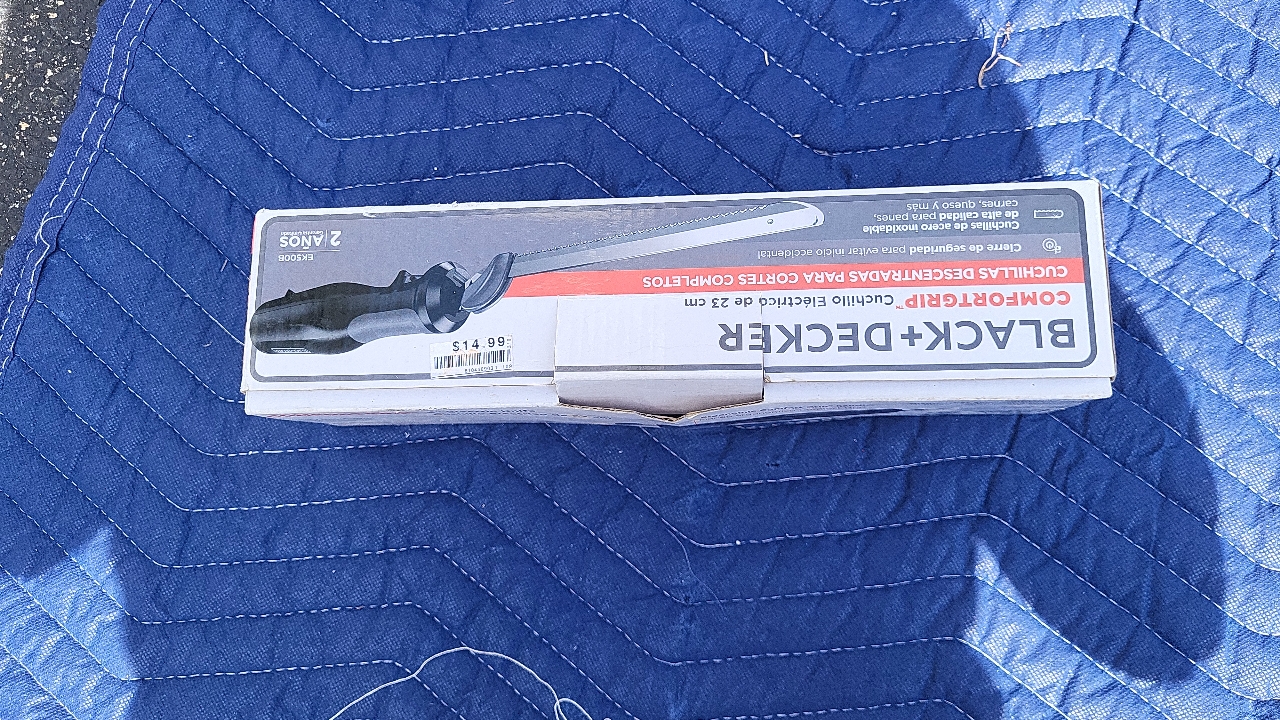 BLACK+DECKER
COMFORTGRIP™ Cuchillo Eléctrico de 23 cm
CUCHILLAS DESCENTRADAS PARA CORTES COMPLETOS
Cierre de seguridad para evitar inicio accidental
Cuchillas de acero inoxidable
de alta calidad para panes,
carnes, queso y más
$14.99
EK500B
2 AÑOS